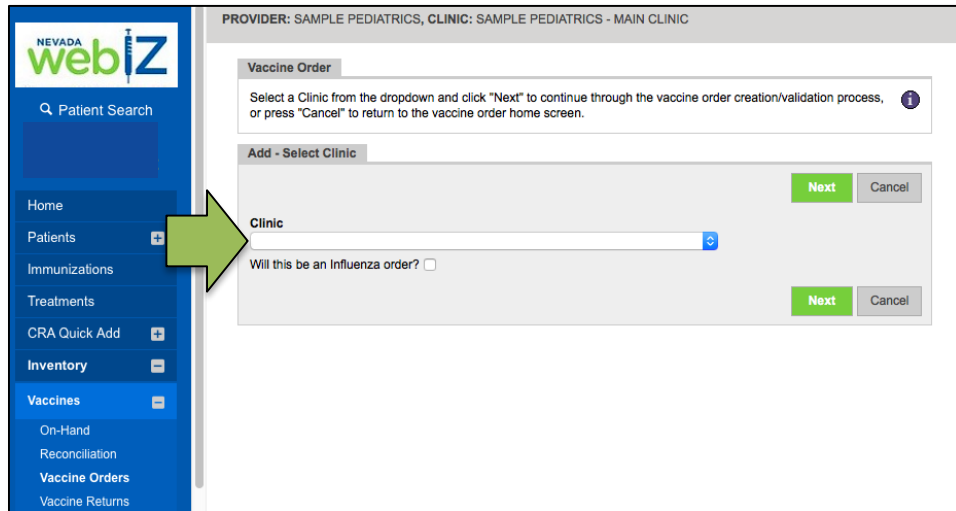 PROVIDER: SAMPLE PEDIATRICS, CLINIC: SAMPLE PEDIATRICS - MAIN CLINIC
NEVADA
webIZ
Patient Search
Home
Patients
Immunizations
Treatments
CRA Quick Add
Inventory
Vaccines
On-Hand
Reconciliation
Vaccine Orders
Vaccine Returns
Vaccine Order
Select a Clinic from the dropdown and click "Next" to continue through the vaccine order creation/validation process,
or press "Cancel" to return to the vaccine order home screen.
Add - Select Clinic
Next Cancel
Clinic
Will this be an Influenza order?
Next Cancel